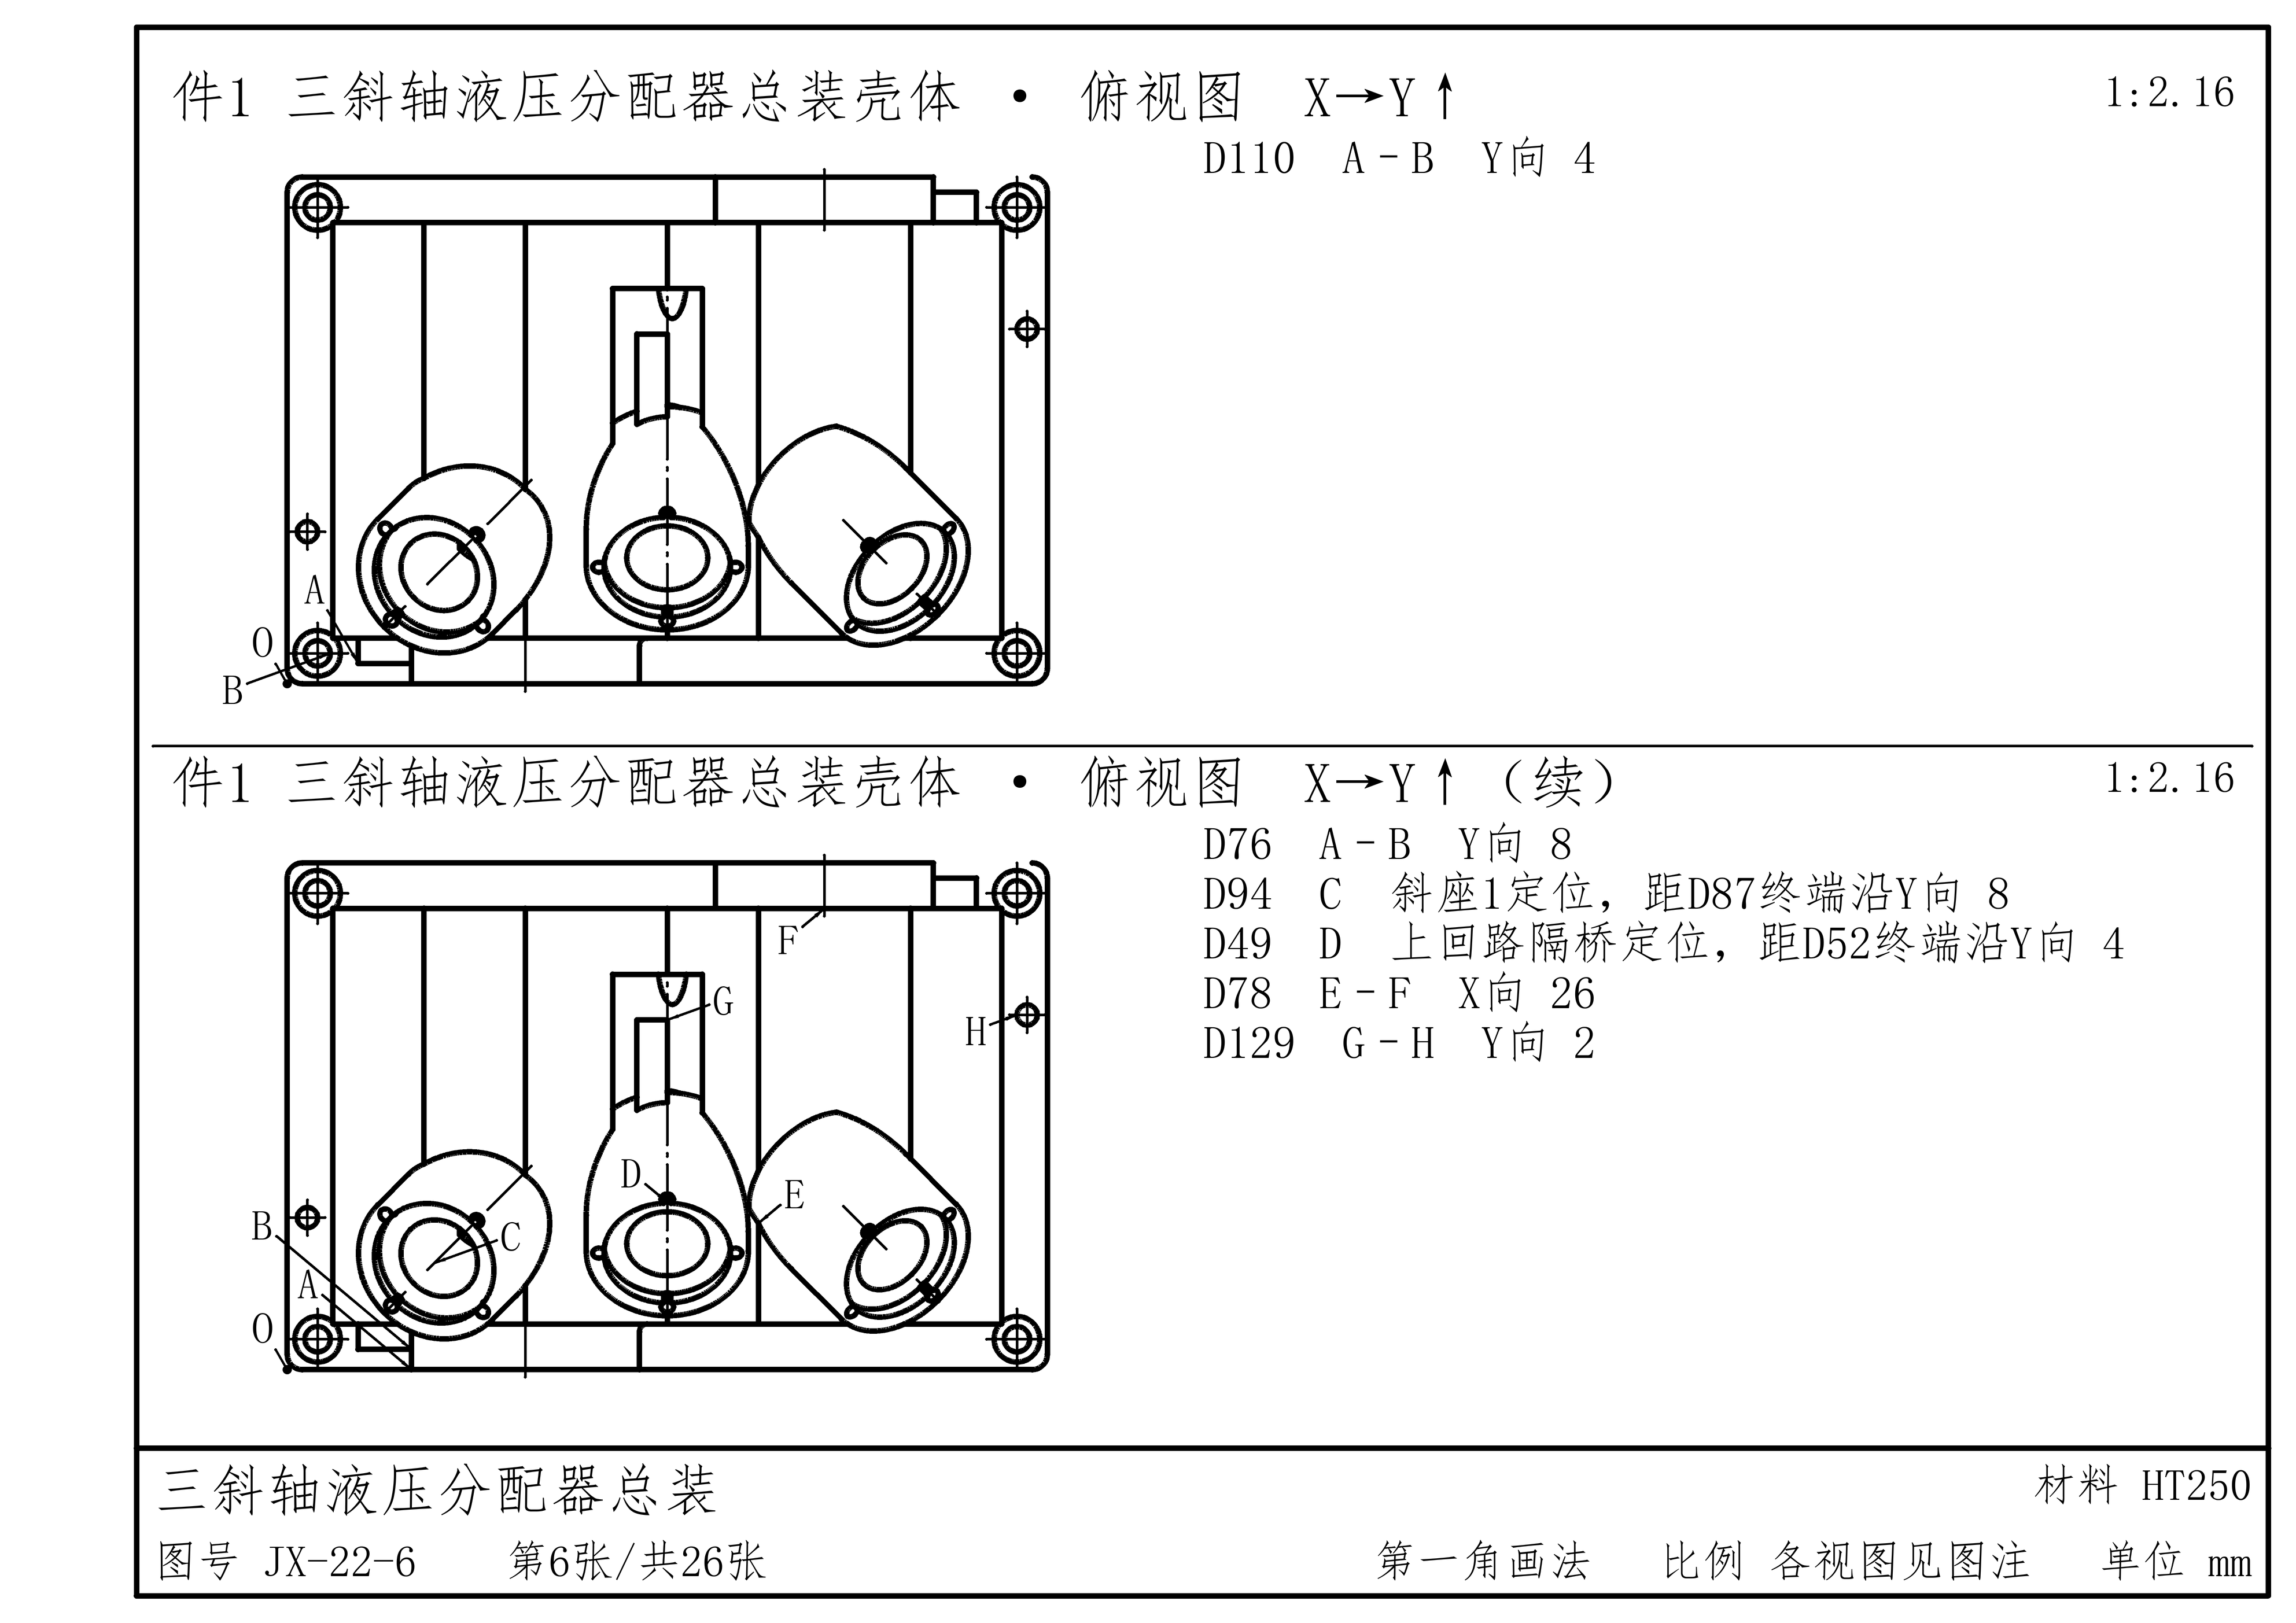 件1 三斜轴液压分配器总装壳体 · 俯视图 X→Y↑ 1:2.16
D110 A-B Y向 4
A
O
B
件1 三斜轴液压分配器总装壳体 · 俯视图 X→Y↑（续） 1:2.16
D76 A-B Y向 8
D94 C 斜座1定位，距D87终端沿Y向 8
D49 D 上回路隔桥定位，距D52终端沿Y向 4
D78 E-F X向 26
D129 G-H Y向 2
F
G
H
D
E
B
C
A
O
三斜轴液压分配器总装 材料 HT250
图号 JX-22-6 第6张/共26张 第一角画法 比例 各视图见图注 单位 mm